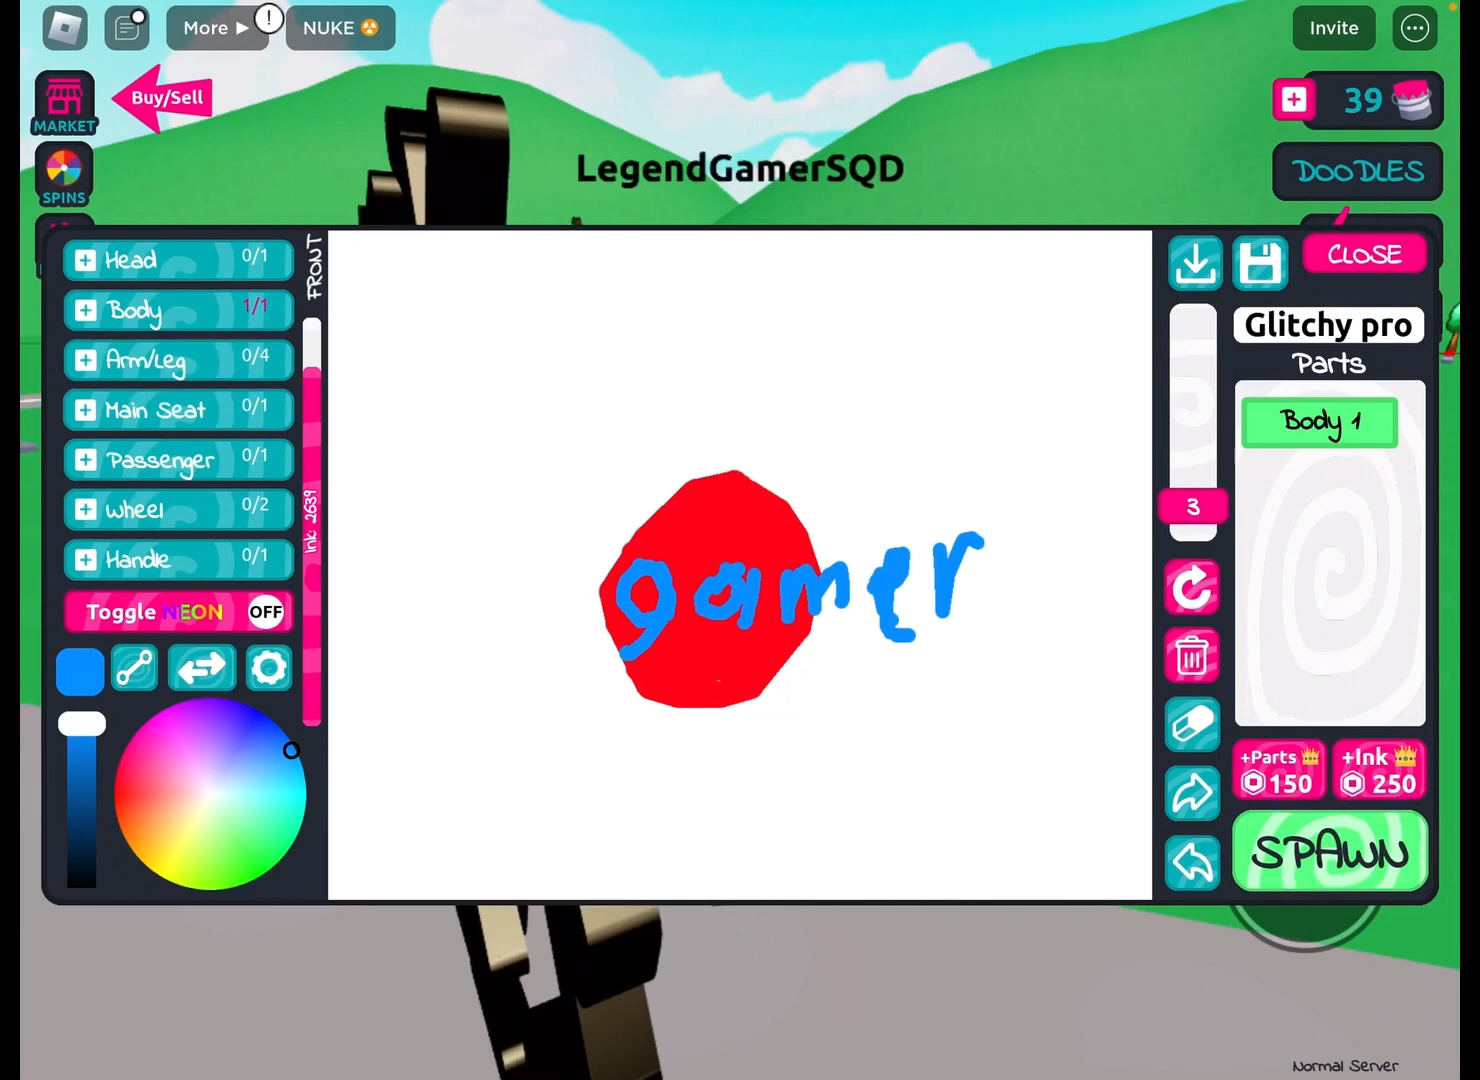 More ▶
!
NUKE ☢
Invite
MARKET
Buy/Sell
39
SPINS
LegendGamerSQD
DOODLES
Head 0/1
Body 1/1
Arm/Leg 0/4
Main Seat 0/1
Passenger 0/1
Wheel 0/2
Handle 0/1
Toggle NEON OFF
FRONT
Ink: 2639
gamer
CLOSE
Glitchy pro
Parts
Body 1
3
+Parts 150
+Ink 250
SPAWN
Normal Server